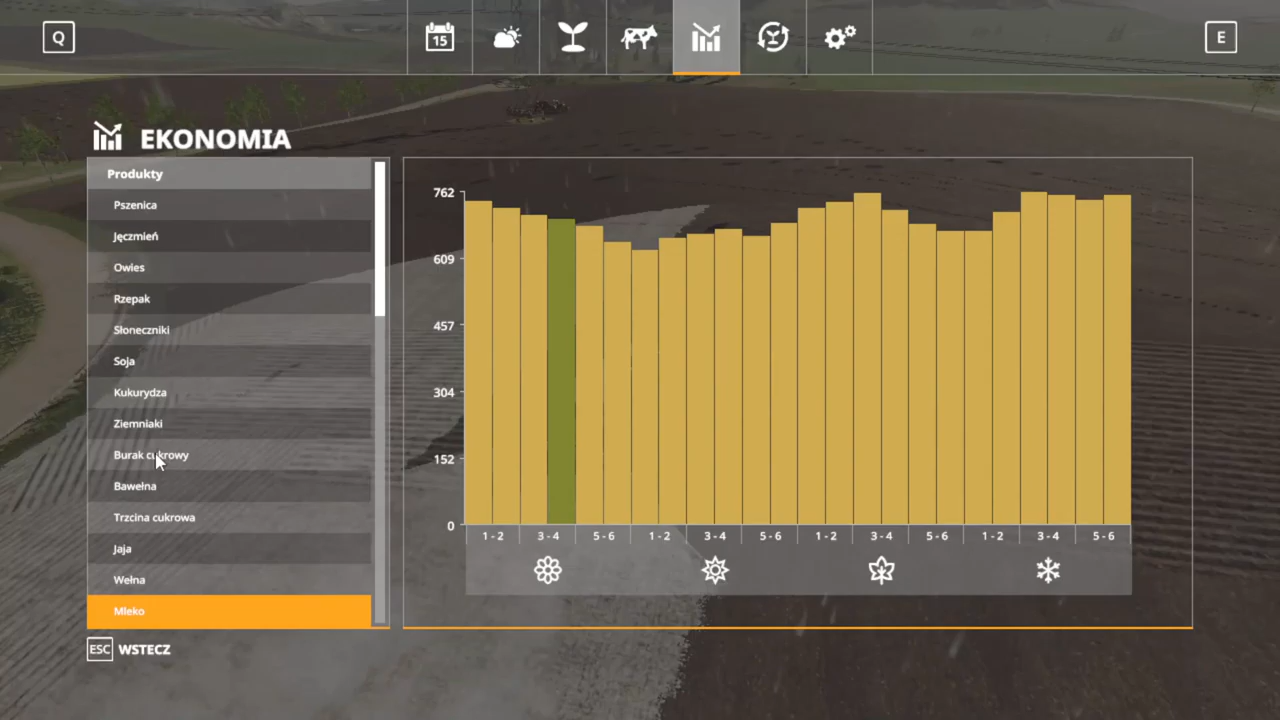 Q
15
E
EKONOMIA
Produkty
Pszenica
Jęczmień
Owies
Rzepak
Słoneczniki
Soja
Kukurydza
Ziemniaki
Burak cukrowy
Bawełna
Trzcina cukrowa
Jaja
Wełna
Mleko
762
609
457
304
152
0
1 - 2 3 - 4 5 - 6 1 - 2 3 - 4 5 - 6 1 - 2 3 - 4 5 - 6 1 - 2 3 - 4 5 - 6
ESC WSTECZ